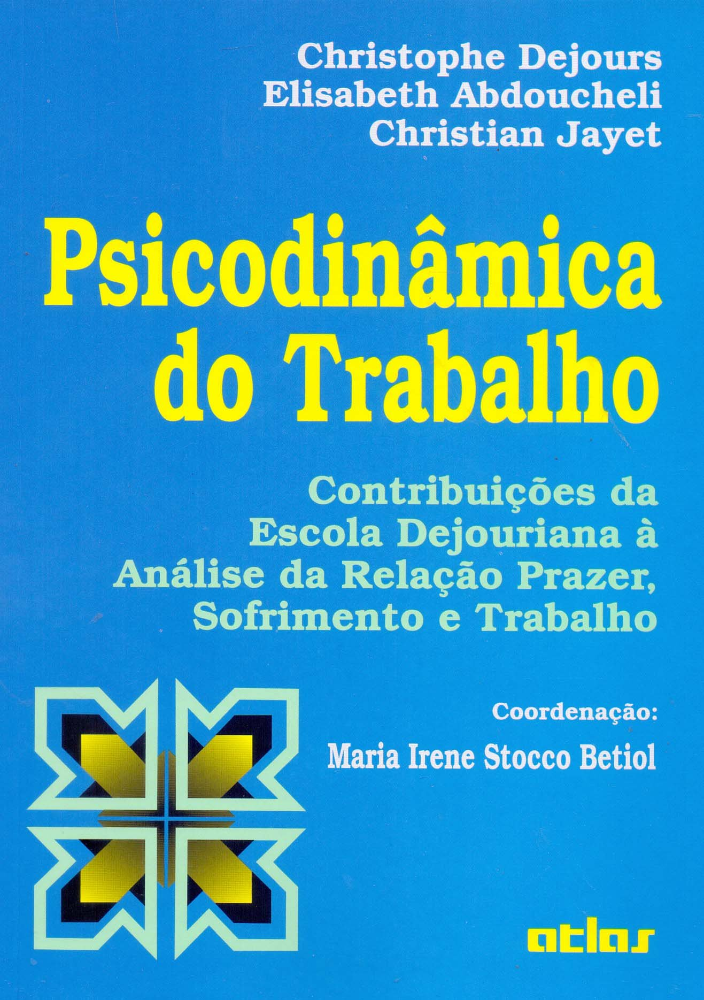 Christophe Dejours
Elisabeth Abdoucheli
Christian Jayet
Psicodinâmica
do Trabalho
Contribuições da
Escola Dejouriana à
Análise da Relação Prazer,
Sofrimento e Trabalho
Coordenação:
Maria Irene Stocco Betiol
atlas